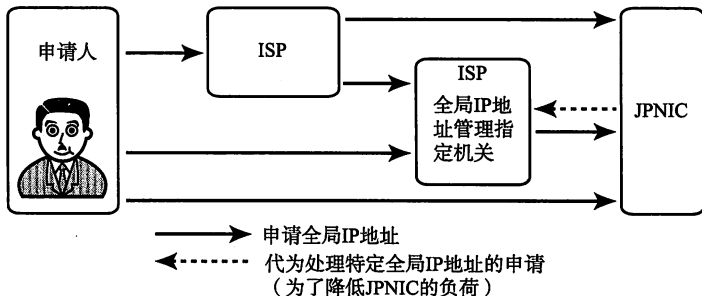 申请人
ISP
ISP
全局IP地
址管理指
定机关
JPNIC
申请全局IP地址
代为处理特定全局IP地址的申请
（为了降低JPNIC的负荷）